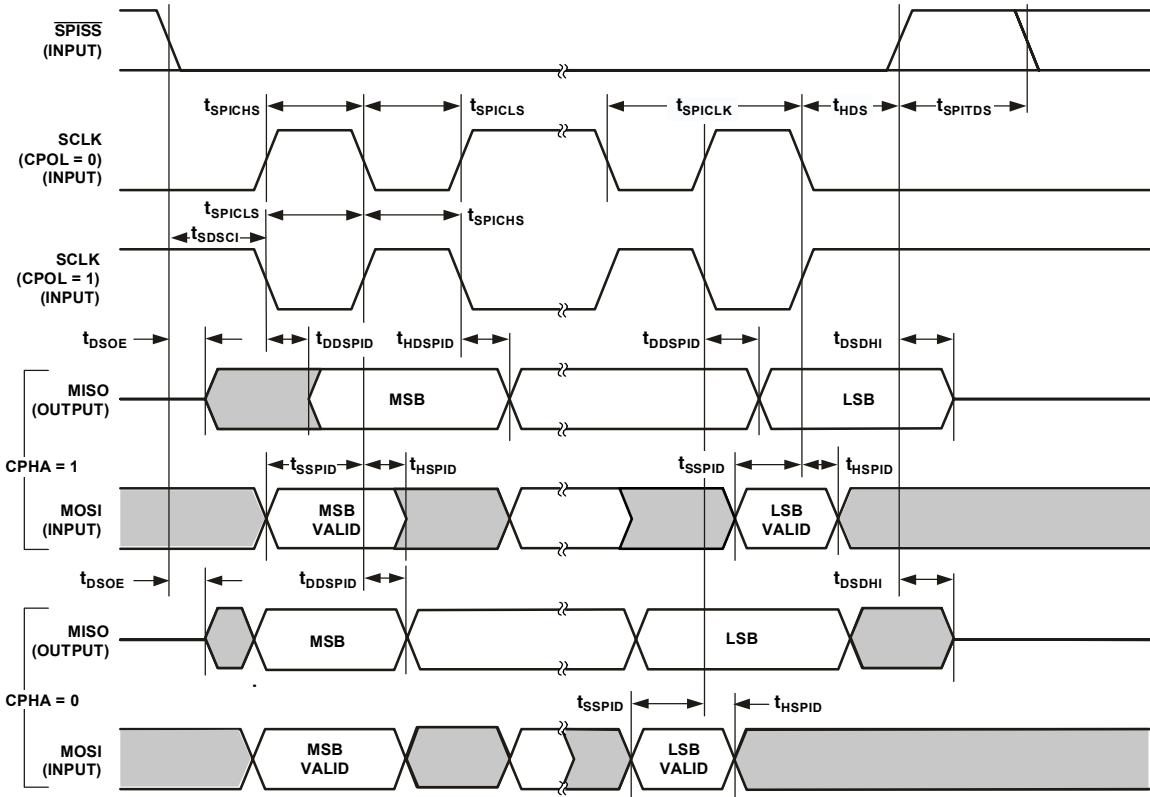 SPISS
(INPUT)
tSPICHS
tSPICLS
tSPICLK
tHDS
tSPITDS
SCLK
(CPOL = 0)
(INPUT)
tSPICLS
tSPICHS
tSDSCI
SCLK
(CPOL = 1)
(INPUT)
tDSOE
tDDSPID
tHDSPID
tDDSPID
tDSDHI
MISO
(OUTPUT)
MSB
LSB
CPHA = 1
tSSPID
tHSPID
tSSPID
tHSPID
MOSI
(INPUT)
MSB
VALID
LSB
VALID
tDSOE
tDDSPID
tDSDHI
MISO
(OUTPUT)
MSB
LSB
CPHA = 0
tSSPID
tHSPID
MOSI
(INPUT)
MSB
VALID
LSB
VALID